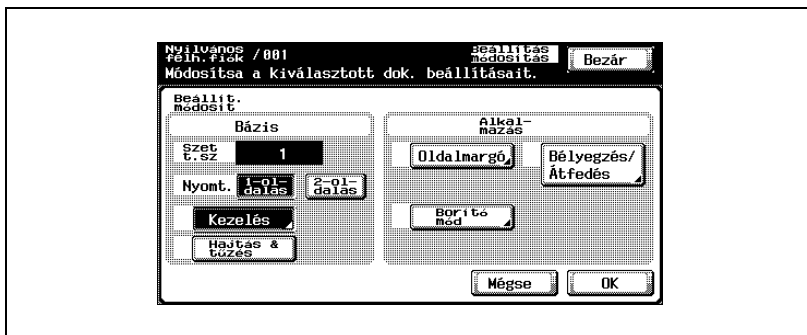 Nyilvános
félh.fiók /001
Beállítás
módosítás
Bezár
Módosítsa a kiválasztott dok. beállításait.
Beállít.
módosít
Bázis
Szet
t.sz
1
Nyomt.
1-ol-
dalas
2-ol-
dalas
Kezelés
Hajtás &
tűzés
Alkal-
mazás
Oldalmargó
Bélyegzés/
Átfedés
Borító
mód
Mégse
OK